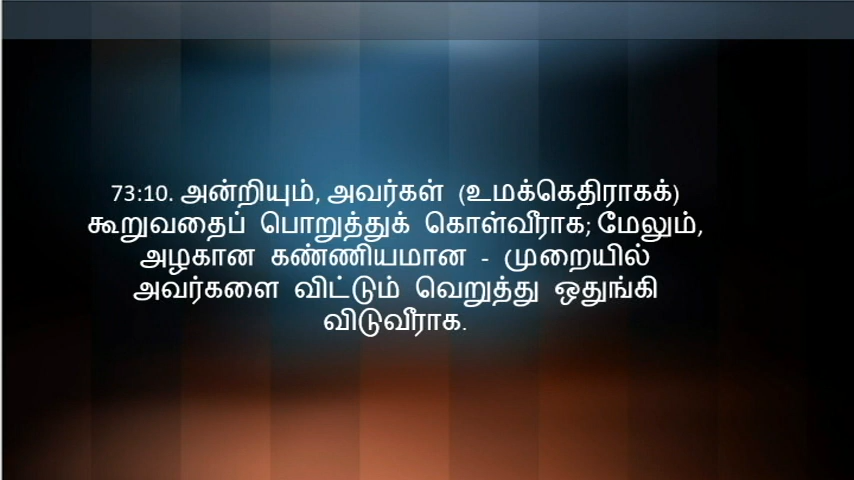 73:10. அன்றியும், அவர்கள் (உமக்கெதிராகக்)
கூறுவதைப் பொறுத்துக் கொள்வீராக; மேலும்,
அழகான கண்ணியமான - முறையில்
அவர்களை விட்டும் வெறுத்து ஒதுங்கி
விடுவீராக.